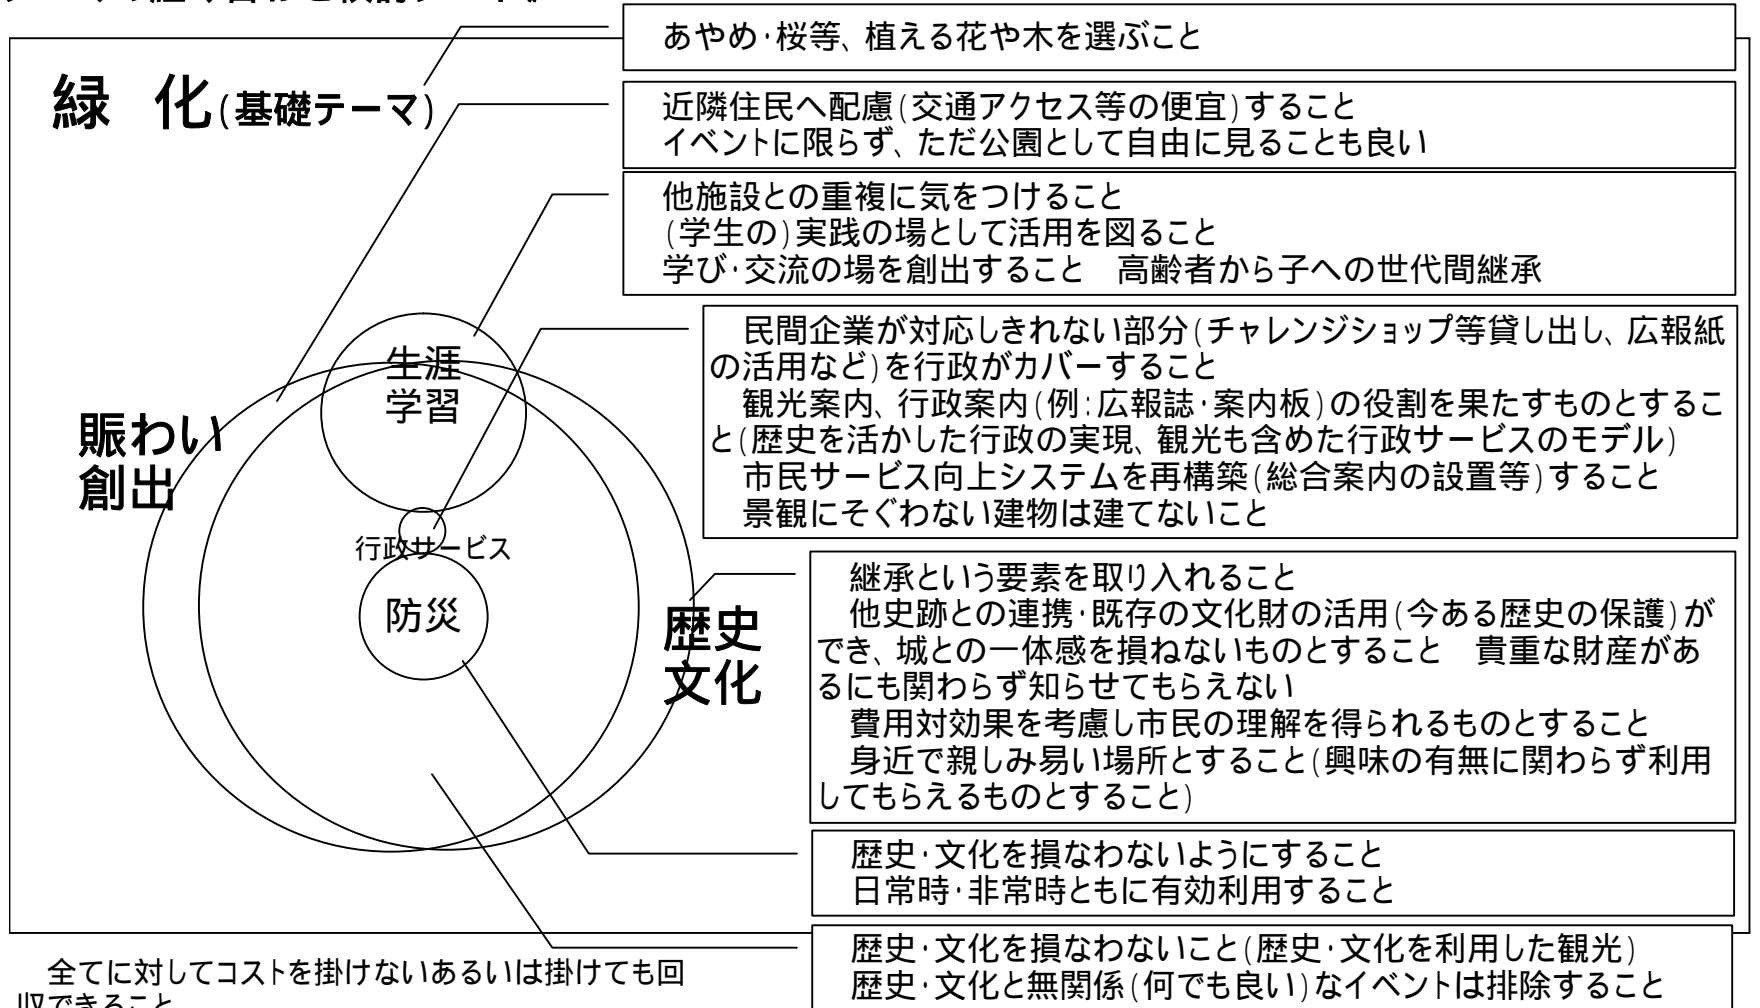 あやめ・桜等、植える花や木を選ぶこと
緑　化(基礎テーマ)
近隣住民へ配慮(交通アクセス等の便宜)すること
イベントに限らず、ただ公園として自由に見ることも良い
他施設との重複に気をつけること
(学生の)実践の場として活用を図ること
学び・交流の場を創出すること　高齢者から子への世代間継承
生涯
学習
民間企業が対応しきれない部分(チャレンジショップ等貸し出し、広報紙
の活用など)を行政がカバーすること
観光案内、行政案内(例:広報誌・案内板)の役割を果たすものとするこ
と(歴史を活かした行政の実現、観光も含めた行政サービスのモデル)
市民サービス向上システムを再構築(総合案内の設置等)すること
景観にそぐわない建物は建てないこと
賑わい
創出
行政サービス
防災
歴史
文化
継承という要素を取り入れること
他史跡との連携・既存の文化財の活用(今ある歴史の保護)が
でき、城との一体感を損ねないものとすること　貴重な財産があ
るにも関わらず知らせてもらえない
費用対効果を考慮し市民の理解を得られるものとすること
身近で親しみ易い場所とすること(興味の有無に関わらず利用
してもらえるものとすること)
歴史・文化を損なわないようにすること
日常時・非常時ともに有効利用すること
歴史・文化を損なわないこと(歴史・文化を利用した観光)
歴史・文化と無関係(何でも良い)なイベントは排除すること
全てに対してコストを掛けないあるいは掛けても回
収できること